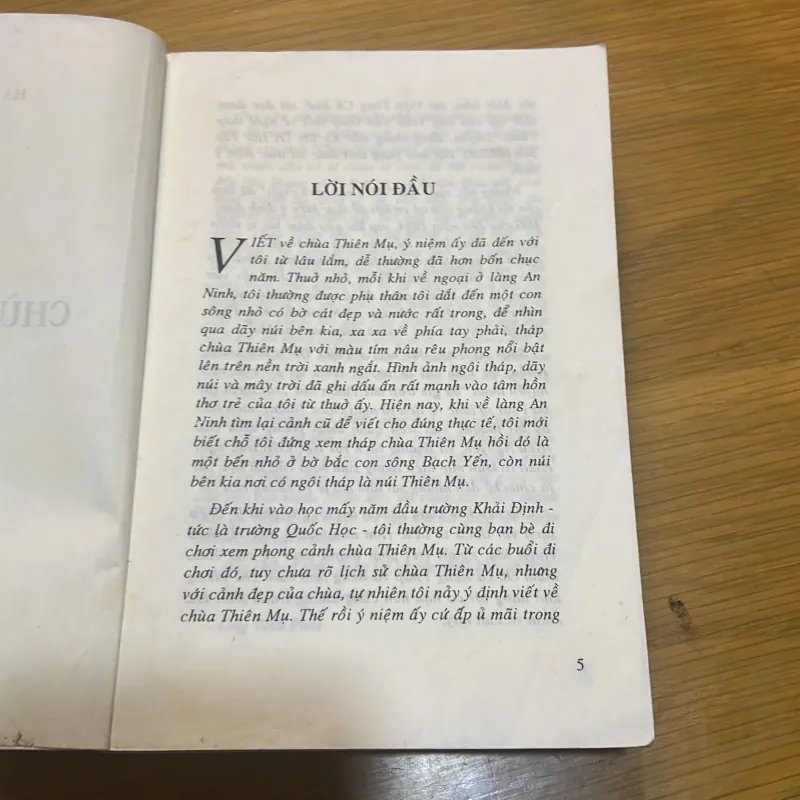 LỜI NÓI ĐẦU
VIẾT về chùa Thiên Mụ, ý niệm ấy đã đến với
tôi từ lâu lắm, dễ thường đã hơn bốn chục
năm. Thuở nhỏ, mỗi khi về ngoại ở làng An
Ninh, tôi thường được phụ thân tôi dắt đến một con
sông nhỏ có bờ cát đẹp và nước rất trong, để nhìn
qua dãy núi bên kia, xa xa về phía tay phải, tháp
chùa Thiên Mụ với màu tím nâu rêu phong nổi bật
lên trên nền trời xanh ngắt. Hình ảnh ngôi tháp, dãy
núi và mây trời đã ghi dấu ấn rất mạnh vào tâm hồn
thơ trẻ của tôi từ thuở ấy. Hiện nay, khi về làng An
Ninh tìm lại cảnh cũ để viết cho đúng thực tế, tôi mới
biết chỗ tôi đứng xem tháp chùa Thiên Mụ hồi đó là
một bến nhỏ ở bờ bắc con sông Bạch Yến, còn núi
bên kia nơi có ngôi tháp là núi Thiên Mụ.
Đến khi vào học mấy năm đầu trường Khải Định -
tức là trường Quốc Học - tôi thường cùng bạn bè đi
chơi xem phong cảnh chùa Thiên Mụ. Từ các buổi đi
chơi đó, tuy chưa rõ lịch sử chùa Thiên Mụ, nhưng
với cảnh đẹp của chùa, tự nhiên tôi nảy ý định viết về
chùa Thiên Mụ. Thế rồi ý niệm ấy cứ ấp ủ mãi trong
5